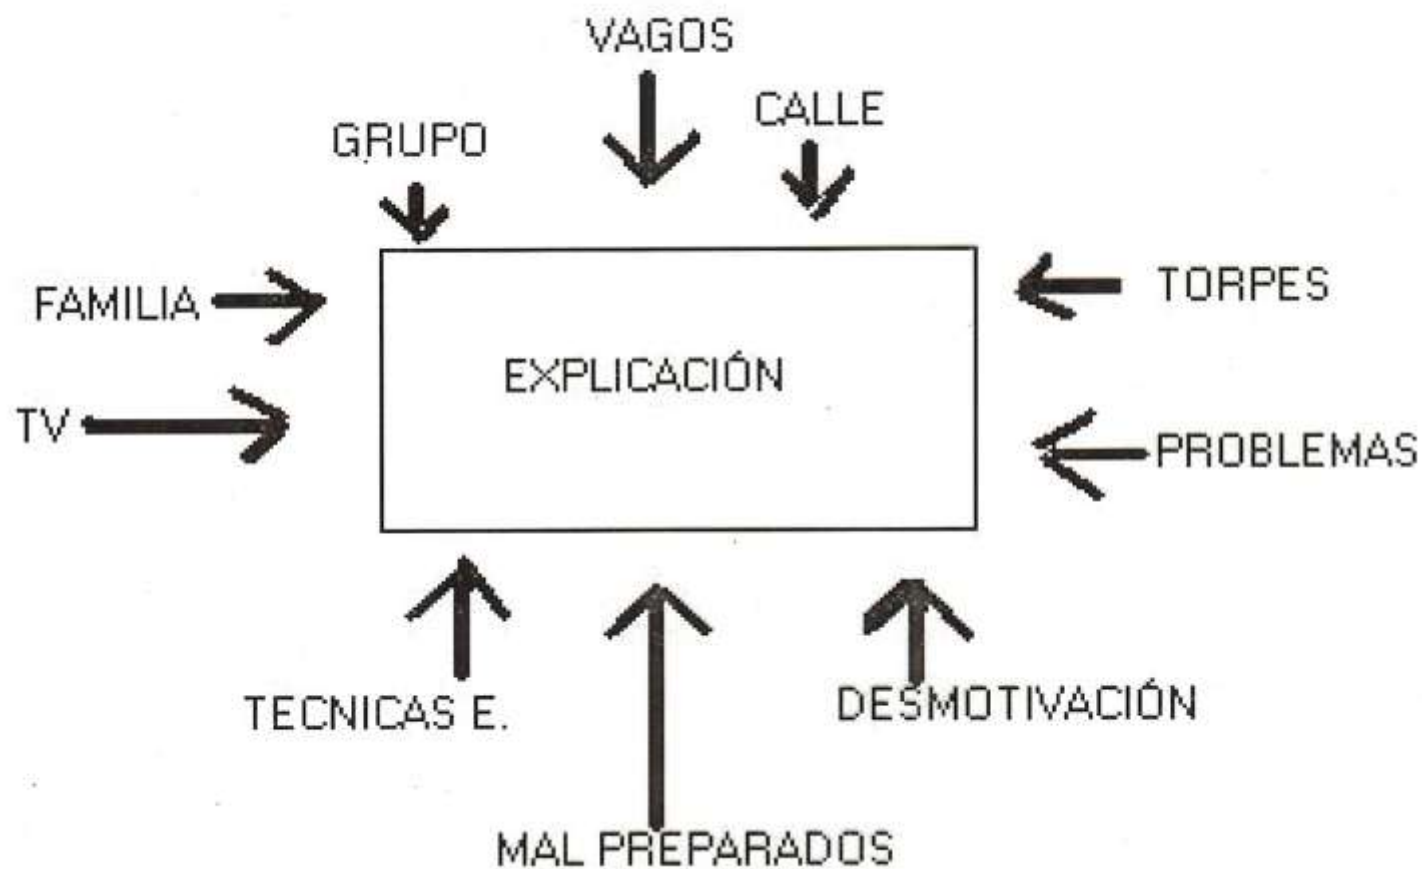 VAGOS
CALLE
GRUPO
FAMILIA
TORPES
EXPLICACIÓN
TV
PROBLEMAS
TECNICAS E.
DESMOTIVACIÓN
MAL PREPARADOS